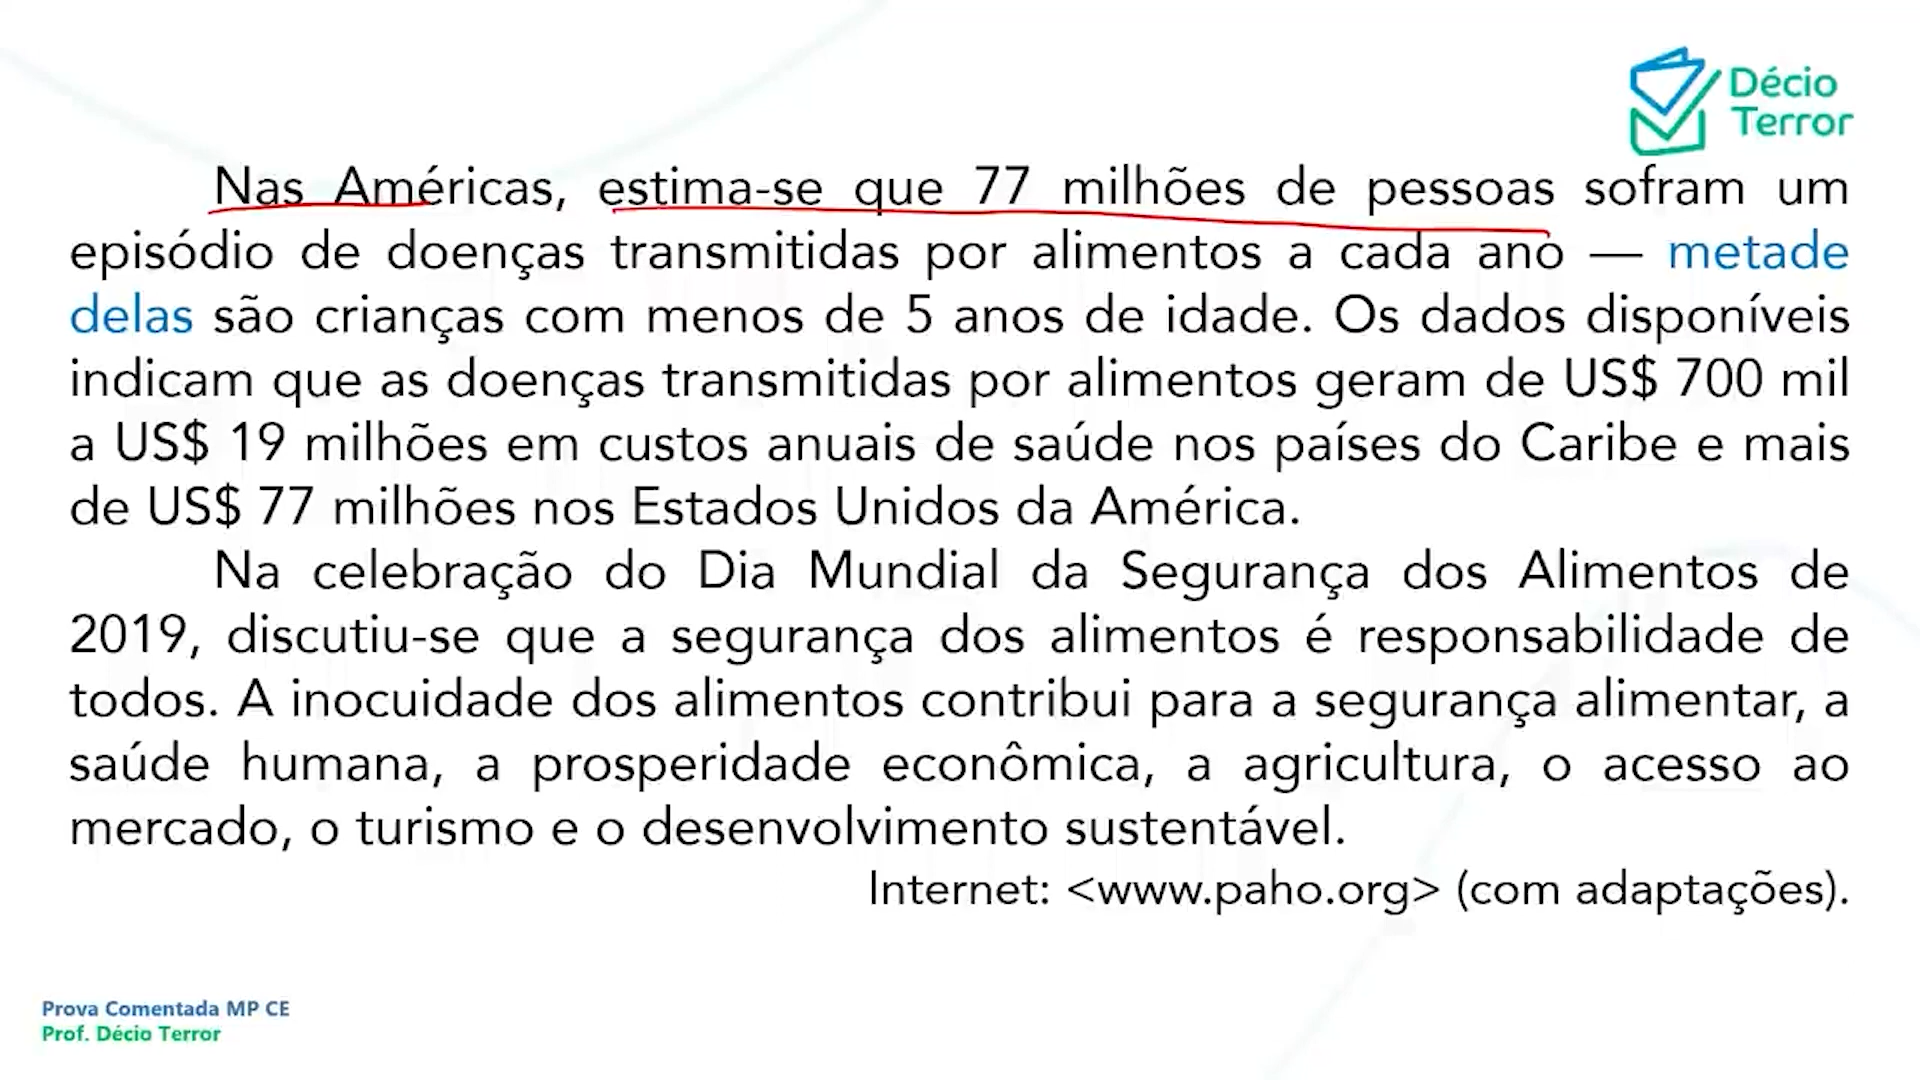 Décio
Terror
Nas Américas, estima-se que 77 milhões de pessoas sofram um
episódio de doenças transmitidas por alimentos a cada ano — metade
delas são crianças com menos de 5 anos de idade. Os dados disponíveis
indicam que as doenças transmitidas por alimentos geram de US$ 700 mil
a US$ 19 milhões em custos anuais de saúde nos países do Caribe e mais
de US$ 77 milhões nos Estados Unidos da América.
Na celebração do Dia Mundial da Segurança dos Alimentos de
2019, discutiu-se que a segurança dos alimentos é responsabilidade de
todos. A inocuidade dos alimentos contribui para a segurança alimentar, a
saúde humana, a prosperidade econômica, a agricultura, o acesso ao
mercado, o turismo e o desenvolvimento sustentável.
Internet: <www.paho.org> (com adaptações).
Prova Comentada MP CE
Prof. Décio Terror